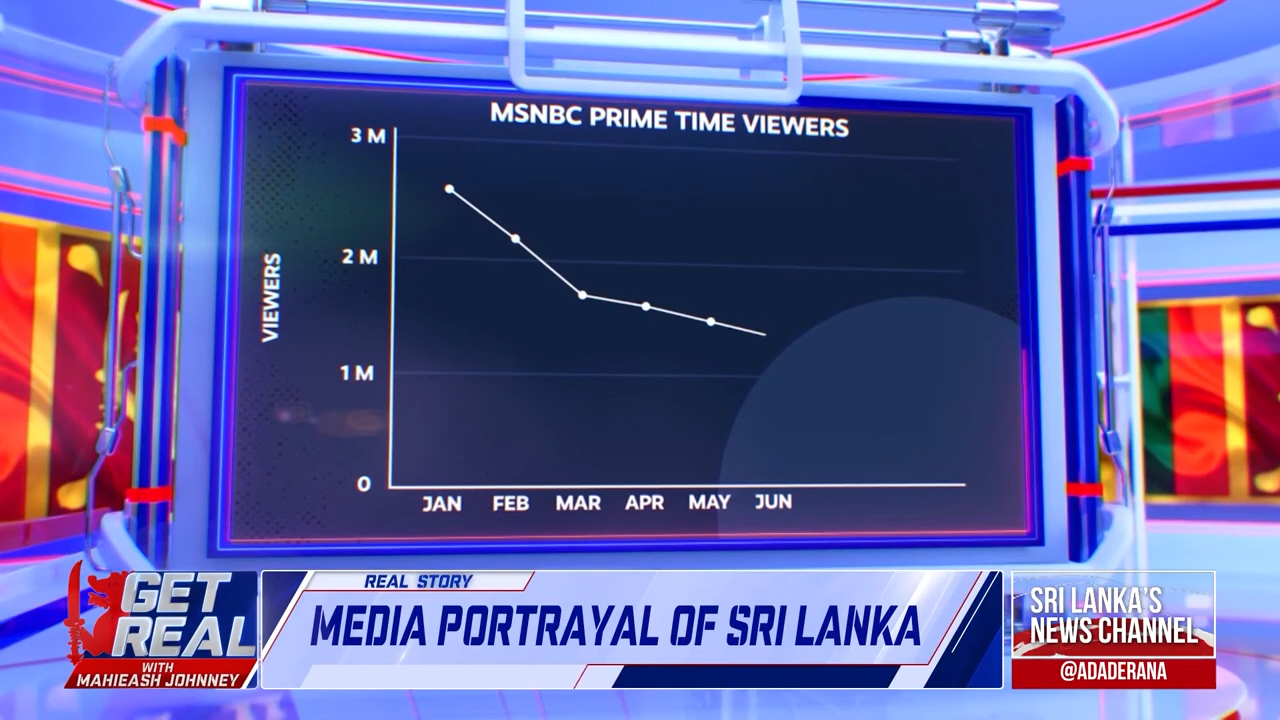 MSNBC PRIME TIME VIEWERS
3 M
2 M
1 M
0
VIEWERS
JAN FEB MAR APR MAY JUN
GET
REAL
WITH
MAHIEASH JOHNNEY
REAL STORY
MEDIA PORTRAYAL OF SRI LANKA
SRI LANKA'S
NEWS CHANNEL
@ADADERANA